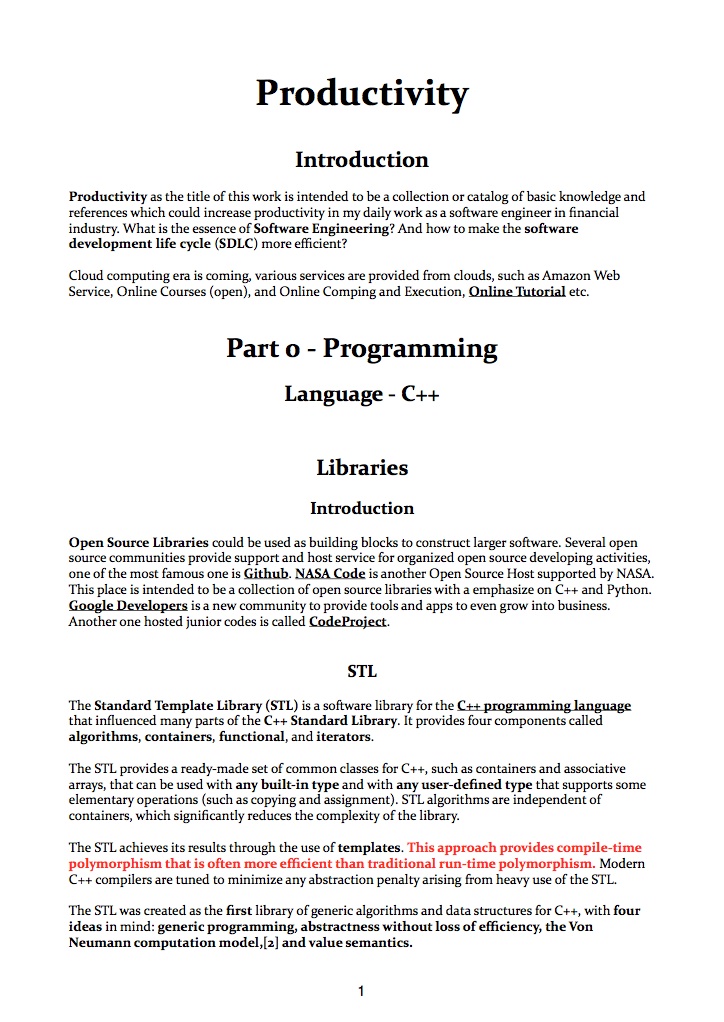 Productivity
Introduction
Productivity as the title of this work is intended to be a collection or catalog of basic knowledge and
references which could increase productivity in my daily work as a software engineer in financial
industry. What is the essence of Software Engineering? And how to make the software
development life cycle (SDLC) more efficient?
Cloud computing era is coming, various services are provided from clouds, such as Amazon Web
Service, Online Courses (open), and Online Comping and Execution, Online Tutorial etc.
Part 0 - Programming
Language - C++
Libraries
Introduction
Open Source Libraries could be used as building blocks to construct larger software. Several open
source communities provide support and host service for organized open source developing activities,
one of the most famous one is Github. NASA Code is another Open Source Host supported by NASA.
This place is intended to be a collection of open source libraries with a emphasize on C++ and Python.
Google Developers is a new community to provide tools and apps to even grow into business.
Another one hosted junior codes is called CodeProject.
STL
The Standard Template Library (STL) is a software library for the C++ programming language
that influenced many parts of the C++ Standard Library. It provides four components called
algorithms, containers, functional, and iterators.
The STL provides a ready-made set of common classes for C++, such as containers and associative
arrays, that can be used with any built-in type and with any user-defined type that supports some
elementary operations (such as copying and assignment). STL algorithms are independent of
containers, which significantly reduces the complexity of the library.
The STL achieves its results through the use of templates. This approach provides compile-time
polymorphism that is often more efficient than traditional run-time polymorphism. Modern
C++ compilers are tuned to minimize any abstraction penalty arising from heavy use of the STL.
The STL was created as the first library of generic algorithms and data structures for C++, with four
ideas in mind: generic programming, abstractness without loss of efficiency, the Von
Neumann computation model,[2] and value semantics.
1